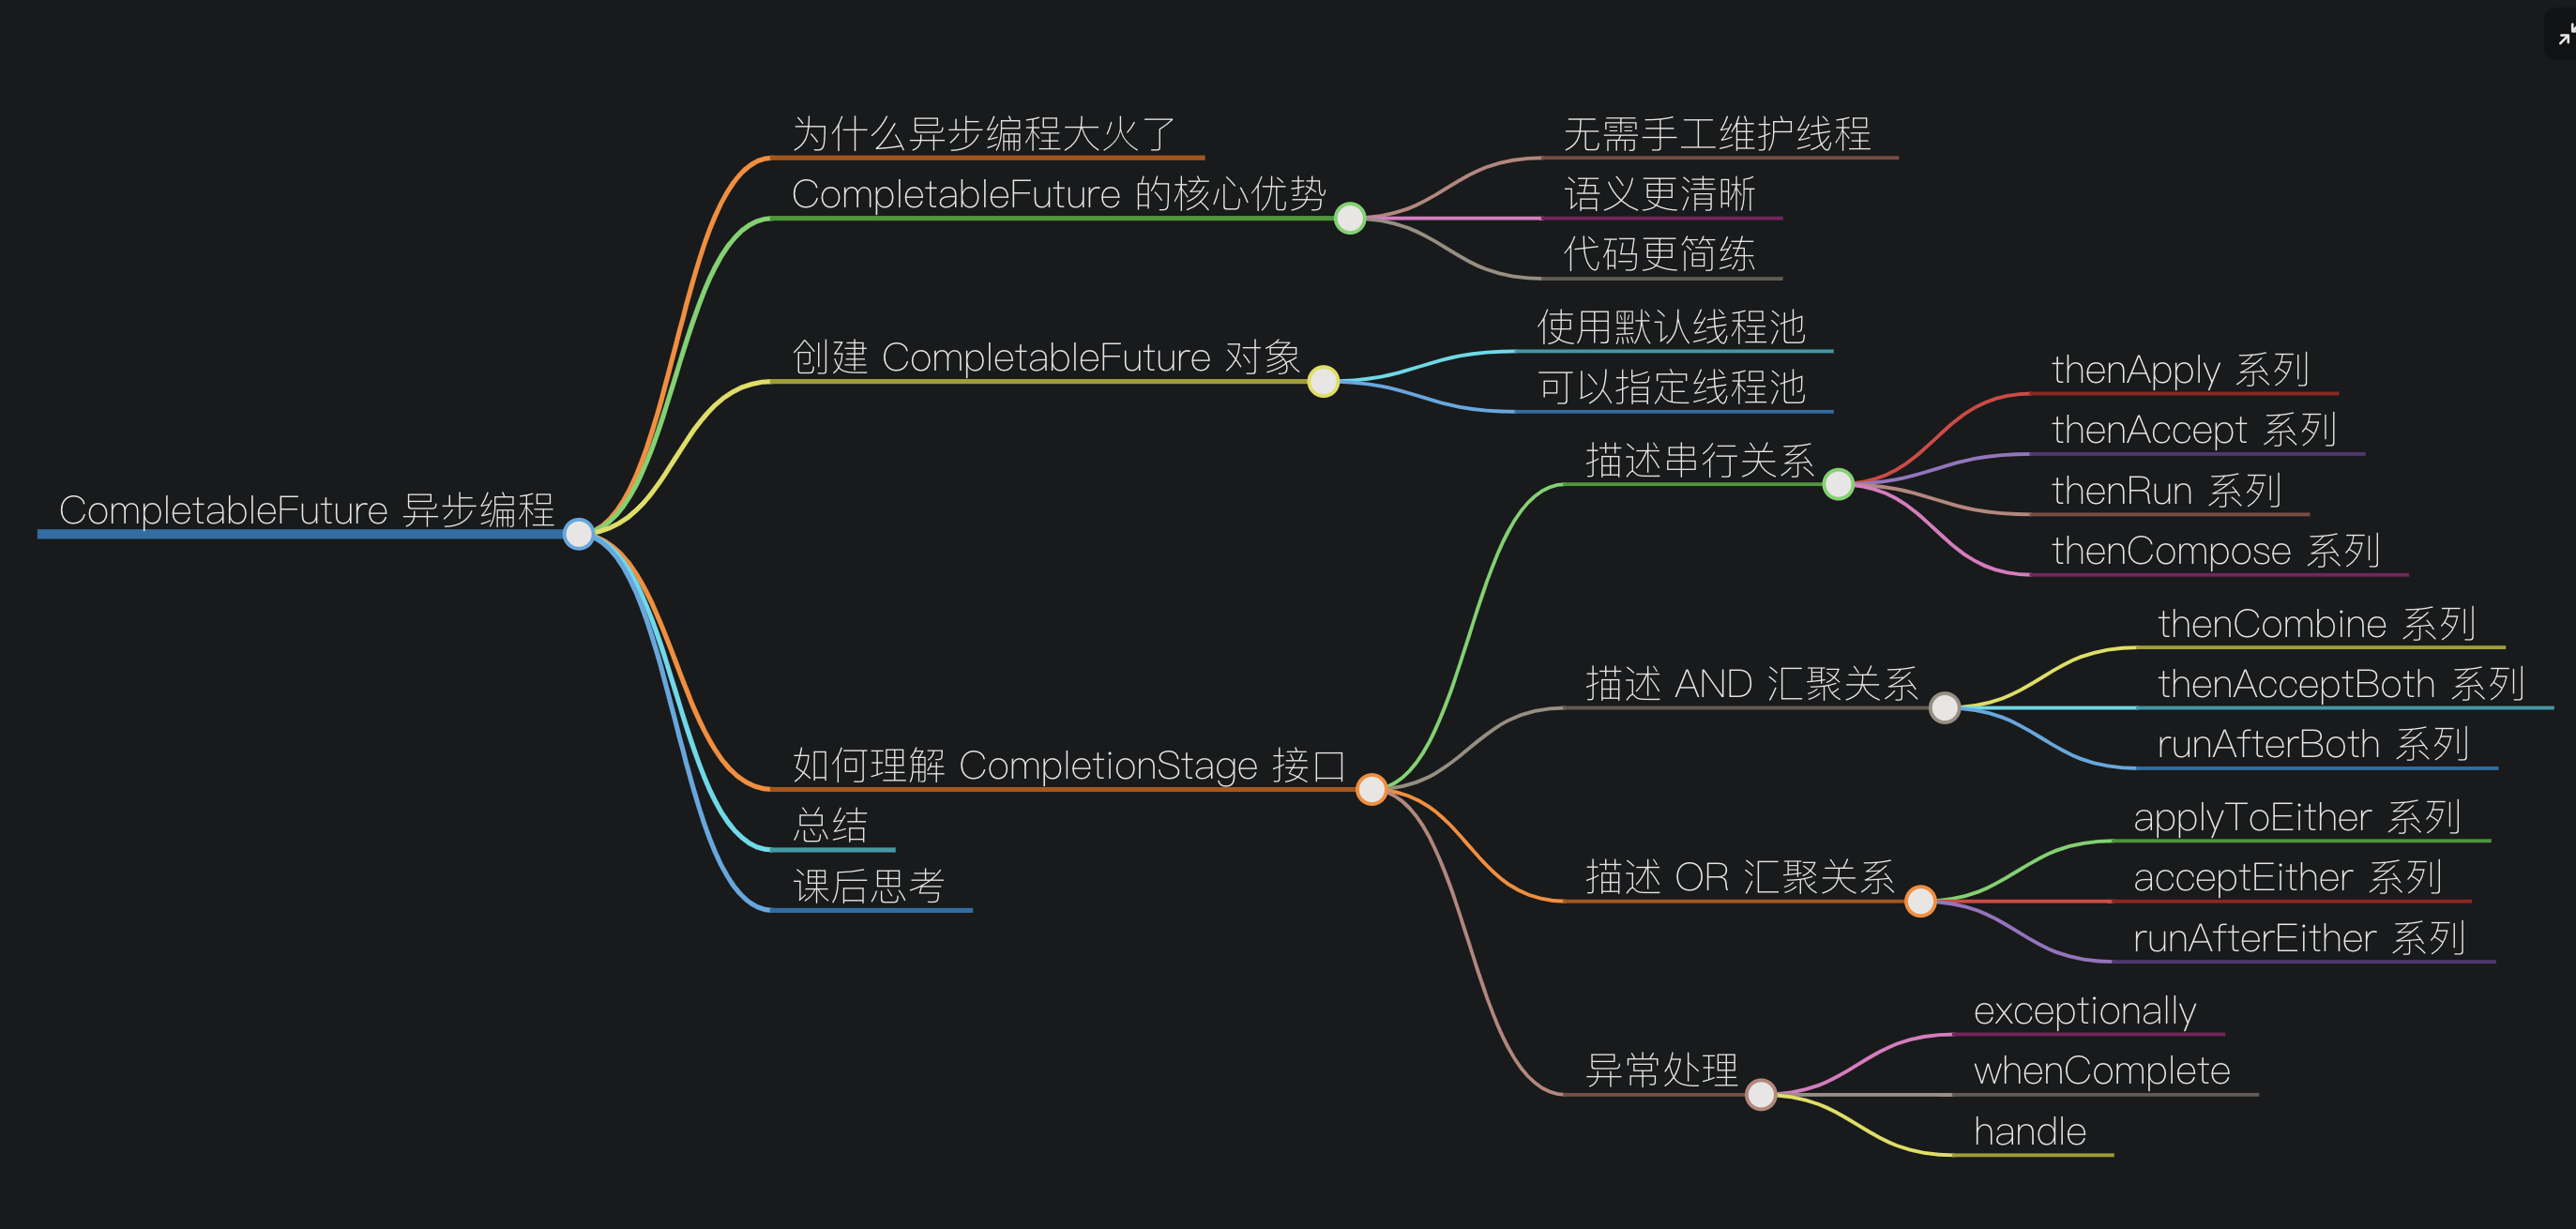 CompletableFuture 异步编程
为什么异步编程大火了
CompletableFuture 的核心优势
无需手工维护线程
语义更清晰
代码更简练
创建 CompletableFuture 对象
使用默认线程池
可以指定线程池
如何理解 CompletionStage 接口
描述串行关系
thenApply 系列
thenAccept 系列
thenRun 系列
thenCompose 系列
描述 AND 汇聚关系
thenCombine 系列
thenAcceptBoth 系列
runAfterBoth 系列
描述 OR 汇聚关系
applyToEither 系列
acceptEither 系列
runAfterEither 系列
异常处理
exceptionally
whenComplete
handle
总结
课后思考